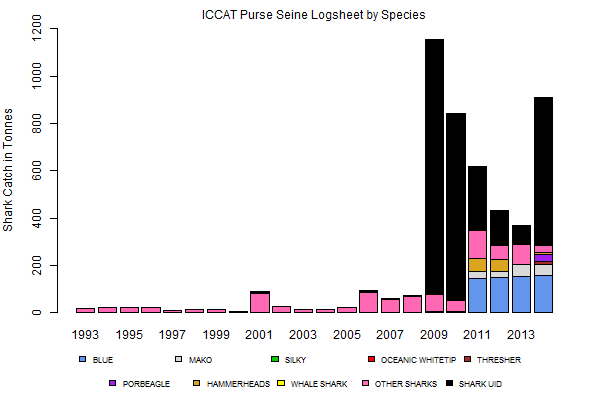 ICCAT Purse Seine Logsheet by Species
Shark Catch in Tonnes
1200
1000
800
600
400
200
0
1993 1995 1997 1999 2001 2003 2005 2007 2009 2011 2013
BLUE MAKO SILKY OCEANIC WHITETIP THRESHER
PORBEAGLE HAMMERHEADS WHALE SHARK OTHER SHARKS SHARK UID